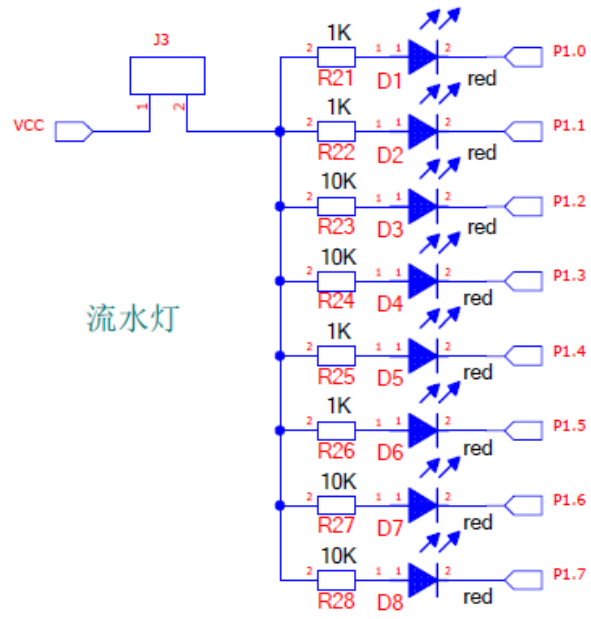 J3
1 2
VCC
流水灯
1K
2 1 1 2 P1.0
R21 D1 red
1K
2 1 1 2 P1.1
R22 D2 red
10K
2 1 1 2 P1.2
R23 D3 red
10K
2 1 1 2 P1.3
R24 D4 red
1K
2 1 1 2 P1.4
R25 D5 red
1K
2 1 1 2 P1.5
R26 D6 red
10K
2 1 1 2 P1.6
R27 D7 red
10K
2 1 1 2 P1.7
R28 D8 red